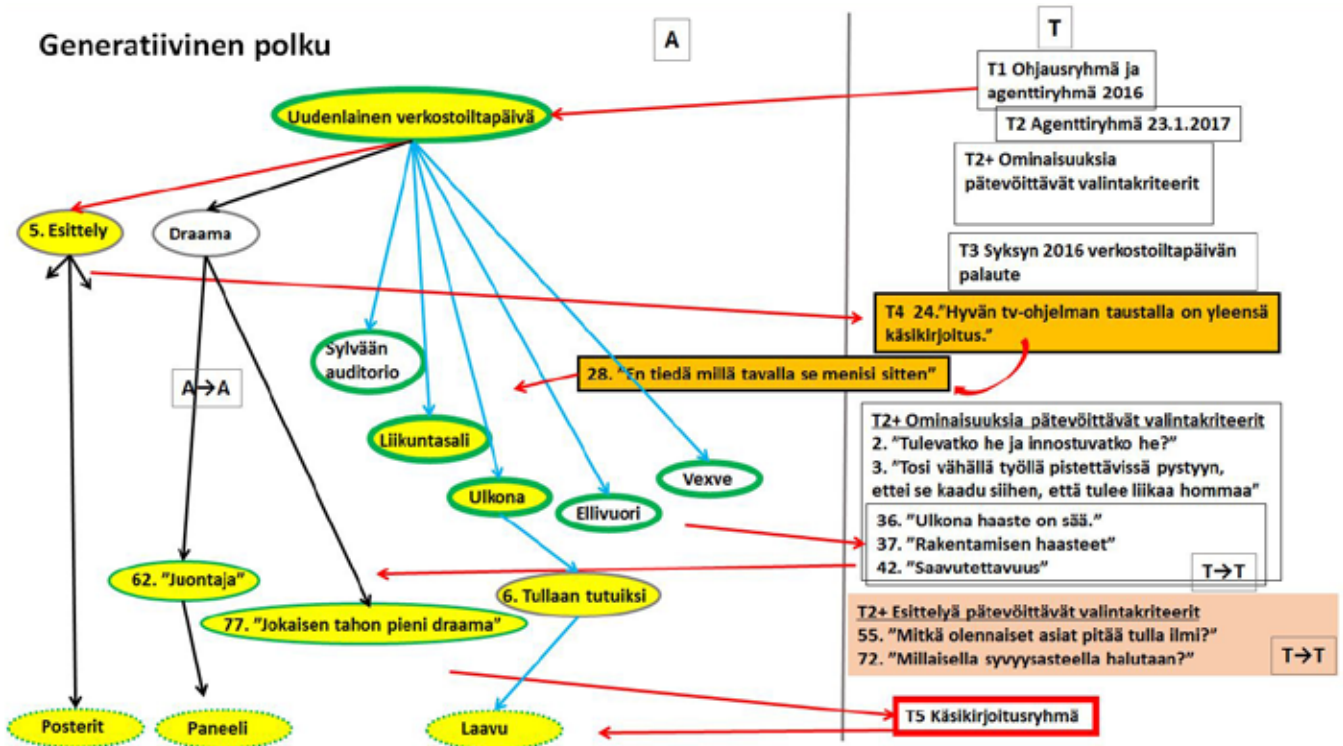 Generatiivinen polku
A
T
T1 Ohjausryhmä ja
agenttiryhmä 2016
Uudenlainen verkostoiltapäivä
T2 Agenttiryhmä 23.1.2017
T2+ Ominaisuuksia
pätevöittävät valintakriteerit
5. Esittely
Draama
T3 Syksyn 2016 verkostoiltapäivän
palaute
T4 24."Hyvän tv-ohjelman taustalla on yleensä
käsikirjoitus."
Sylvään
auditorio
28. "En tiedä millä tavalla se menisi sitten"
A→A
Liikuntasali
T2+ Ominaisuuksia pätevöittävät valintakriteerit
2. "Tulevatko he ja innostuvatko he?"
3. "Tosi vähällä työllä pistettävissä pystyyn,
ettei se kaadu siihen, että tulee liikaa hommaa"
Vexve
Ulkona
Ellivuori
36. "Ulkona haaste on sää."
37. "Rakentamisen haasteet"
42. "Saavutettavuus"
T→T
62. "Juontaja"
6. Tullaan tutuiksi
77. "Jokaisen tahon pieni draama"
T2+ Esittelyä pätevöittävät valintakriteerit
55. "Mitkä olennaiset asiat pitää tulla ilmi?"
72. "Millaisella syvyysasteella halutaan?"
T→T
T5 Käsikirjoitusryhmä
Posterit
Paneeli
Laavu